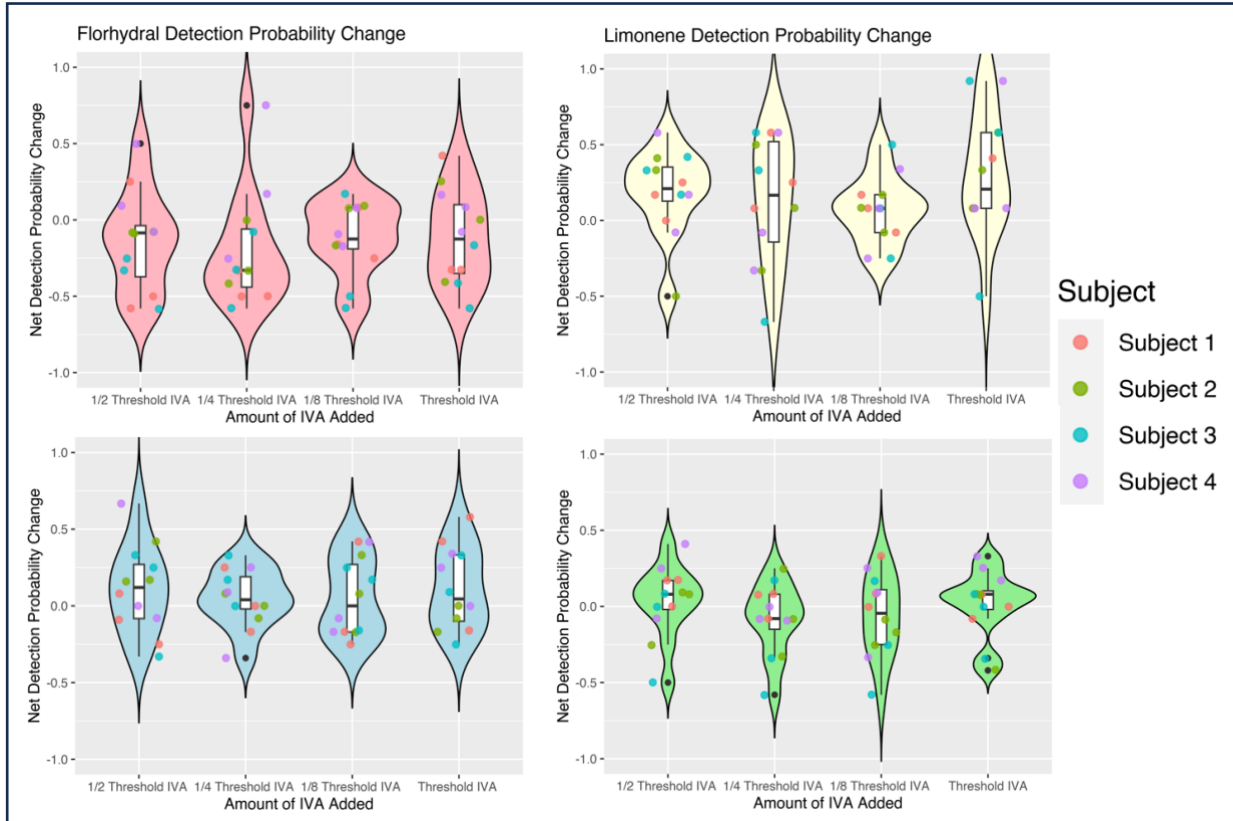 Florhydral Detection Probability Change
Net Detection Probability Change
1.0
0.5
0.0
-0.5
-1.0
1/2 Threshold IVA 1/4 Threshold IVA 1/8 Threshold IVA Threshold IVA
Amount of IVA Added
Limonene Detection Probability Change
Net Detection Probability Change
1.0
0.5
0.0
-0.5
-1.0
1/2 Threshold IVA 1/4 Threshold IVA 1/8 Threshold IVA Threshold IVA
Amount of IVA Added
Net Detection Probability Change
1.0
0.5
0.0
-0.5
-1.0
1/2 Threshold IVA 1/4 Threshold IVA 1/8 Threshold IVA Threshold IVA
Amount of IVA Added
Net Detection Probability Change
1.0
0.5
0.0
-0.5
-1.0
1/2 Threshold IVA 1/4 Threshold IVA 1/8 Threshold IVA Threshold IVA
Amount of IVA Added
Subject
Subject 1
Subject 2
Subject 3
Subject 4